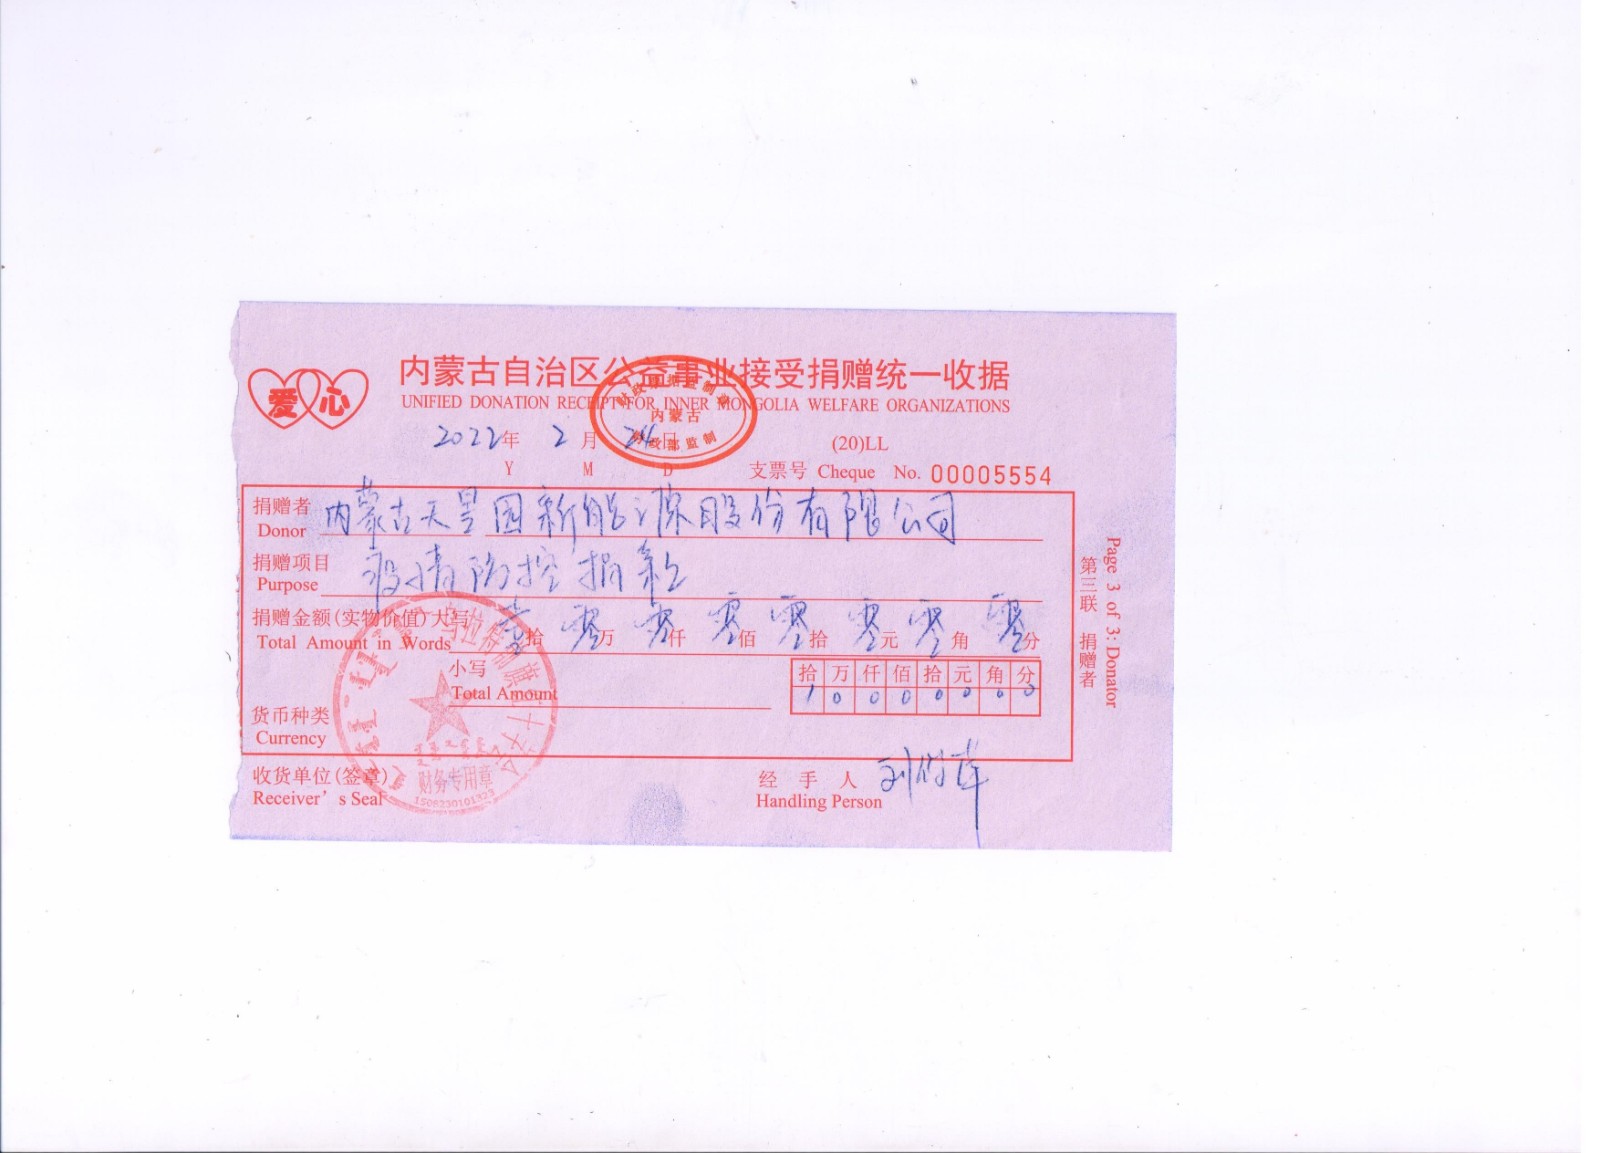 爱心
内蒙古自治区公益事业接受捐赠统一收据
UNIFIED DONATION RECEIPT FOR INNER MONGOLIA WELFARE ORGANIZATIONS
内蒙古
财政部监制
2022年 2月 24日
Y M D
(20)LL
支票号 Cheque No. 00005554
捐赠者 Donor 内蒙古天昱园新能源股份有限公司
捐赠项目 Purpose 疫情防控捐款
捐赠金额(实物价值)大写 壹拾 零万 零仟 零佰 零拾 零元 零角 零分
Total Amount in Words
小写
Total Amount
拾 万 仟 佰 拾 元 角 分
1 0 0 0 0 0 0 0
货币种类
Currency
财务专用章
收货单位(签章)
Receiver's Seal
经手人
Handling Person
第三联 捐赠者
Page 3 of 3: Donator